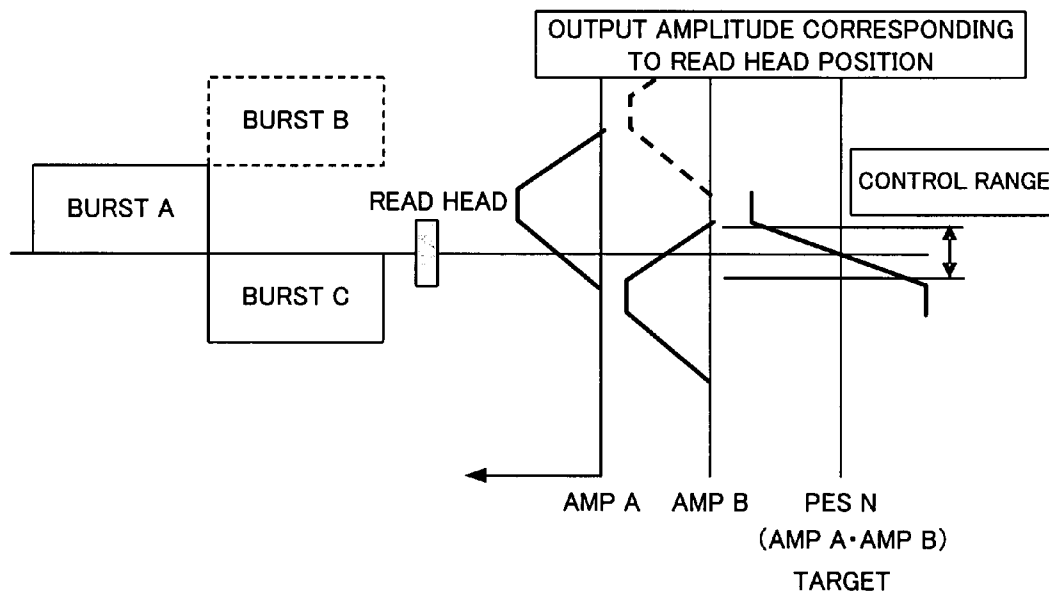 OUTPUT AMPLITUDE CORRESPONDING
TO READ HEAD POSITION
BURST B
BURST A
READ HEAD
CONTROL RANGE
BURST C
AMP A
AMP B
PES N
(AMP A·AMP B)
TARGET